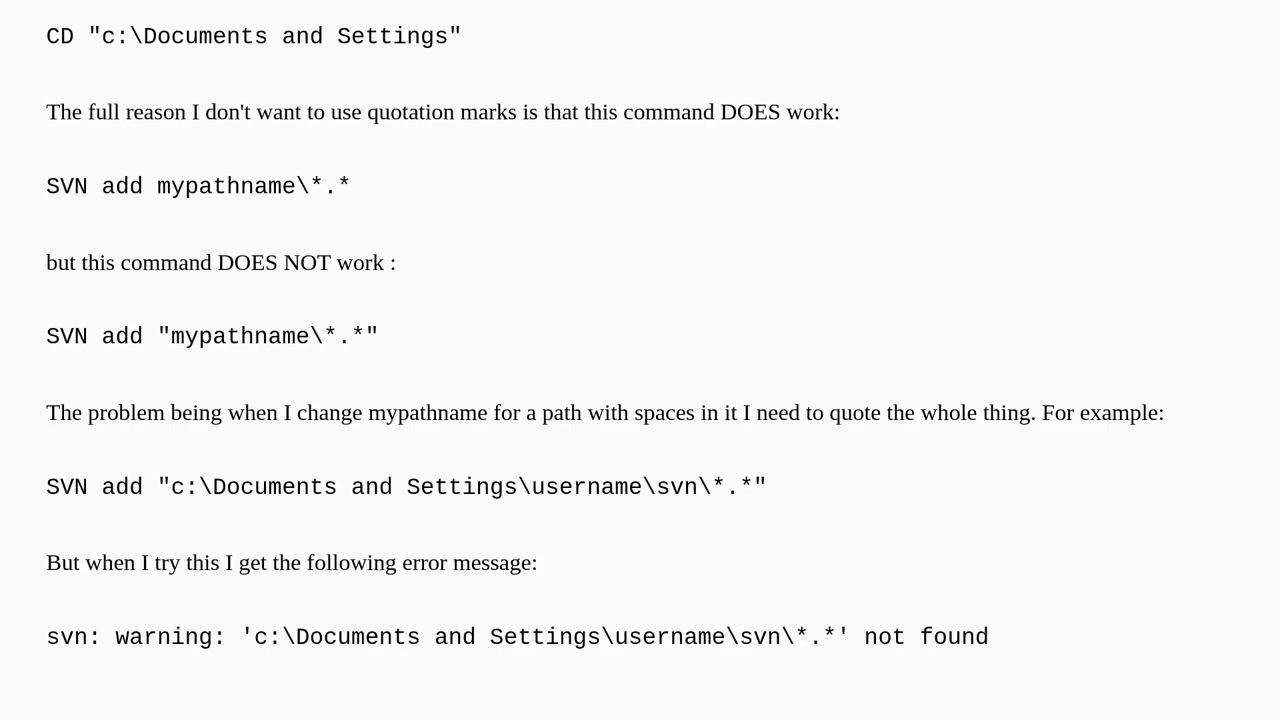 CD "c:\Documents and Settings"
The full reason I don't want to use quotation marks is that this command DOES work:
SVN add mypathname\*.*
but this command DOES NOT work :
SVN add "mypathname\*.*"
The problem being when I change mypathname for a path with spaces in it I need to quote the whole thing. For example:
SVN add "c:\Documents and Settings\username\svn\*.*"
But when I try this I get the following error message:
svn: warning: 'c:\Documents and Settings\username\svn\*.*' not found